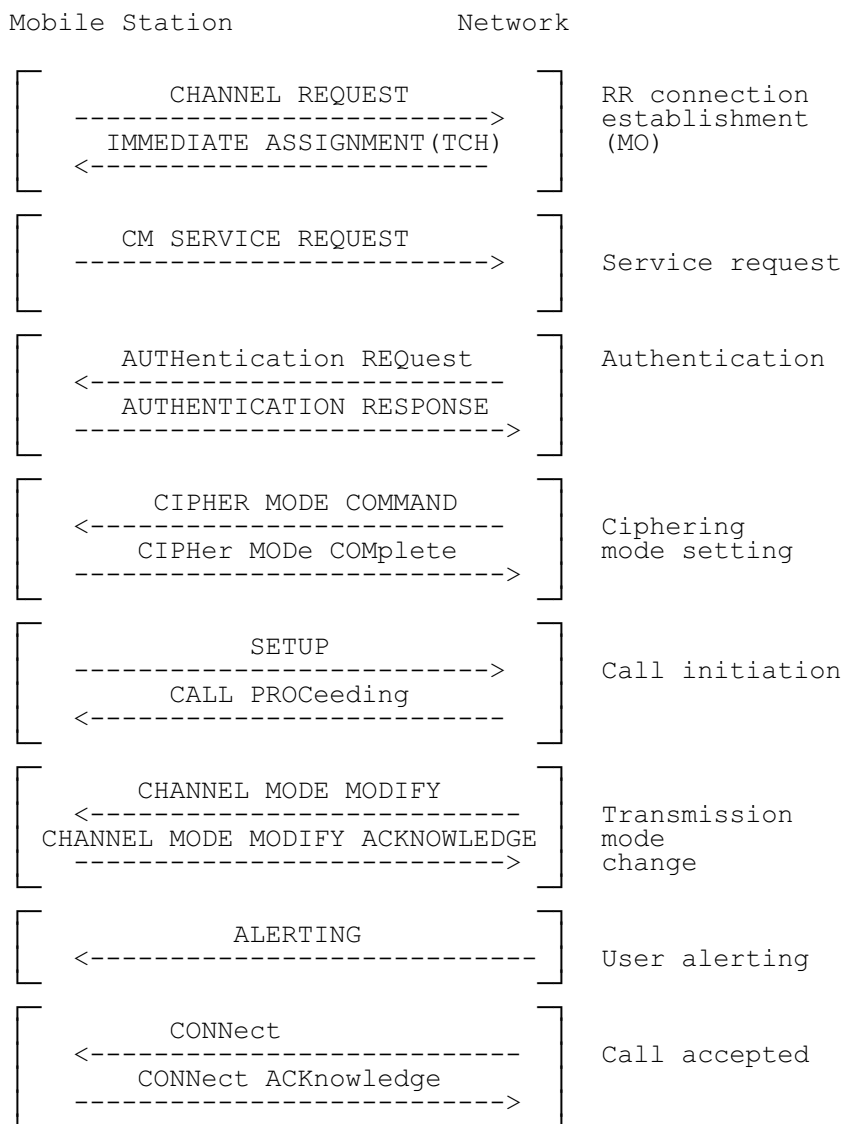 Mobile Station Network
CHANNEL REQUEST RR connection
--------------------------> establishment
IMMEDIATE ASSIGNMENT(TCH) (MO)
<-------------------------
CM SERVICE REQUEST
--------------------------> Service request
AUTHentication REQuest Authentication
<--------------------------
AUTHENTICATION RESPONSE
--------------------------->
CIPHER MODE COMMAND
<-------------------------- Ciphering
CIPHer MODe COMplete mode setting
--------------------------->
SETUP
--------------------------> Call initiation
CALL PROCeeding
<--------------------------
CHANNEL MODE MODIFY
<--------------------------- Transmission
CHANNEL MODE MODIFY ACKNOWLEDGE mode
---------------------------> change
ALERTING
<---------------------------- User alerting
CONNect
<--------------------------- Call accepted
CONNect ACKnowledge
--------------------------->